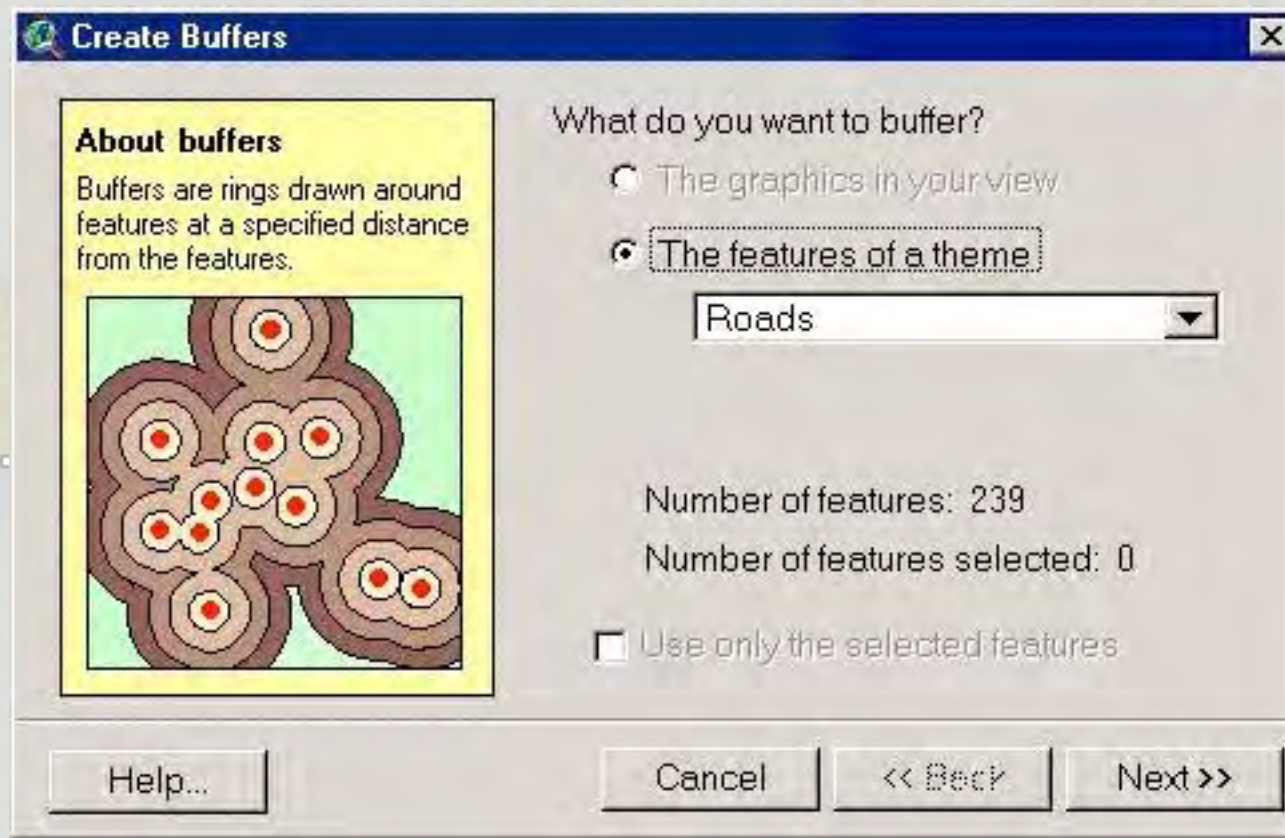 Create Buffers
About buffers
Buffers are rings drawn around
features at a specified distance
from the features.
What do you want to buffer?
The graphics in your view
The features of a theme
Roads
Number of features: 239
Number of features selected: 0
Use only the selected features
Help...
Cancel
<< Back
Next >>